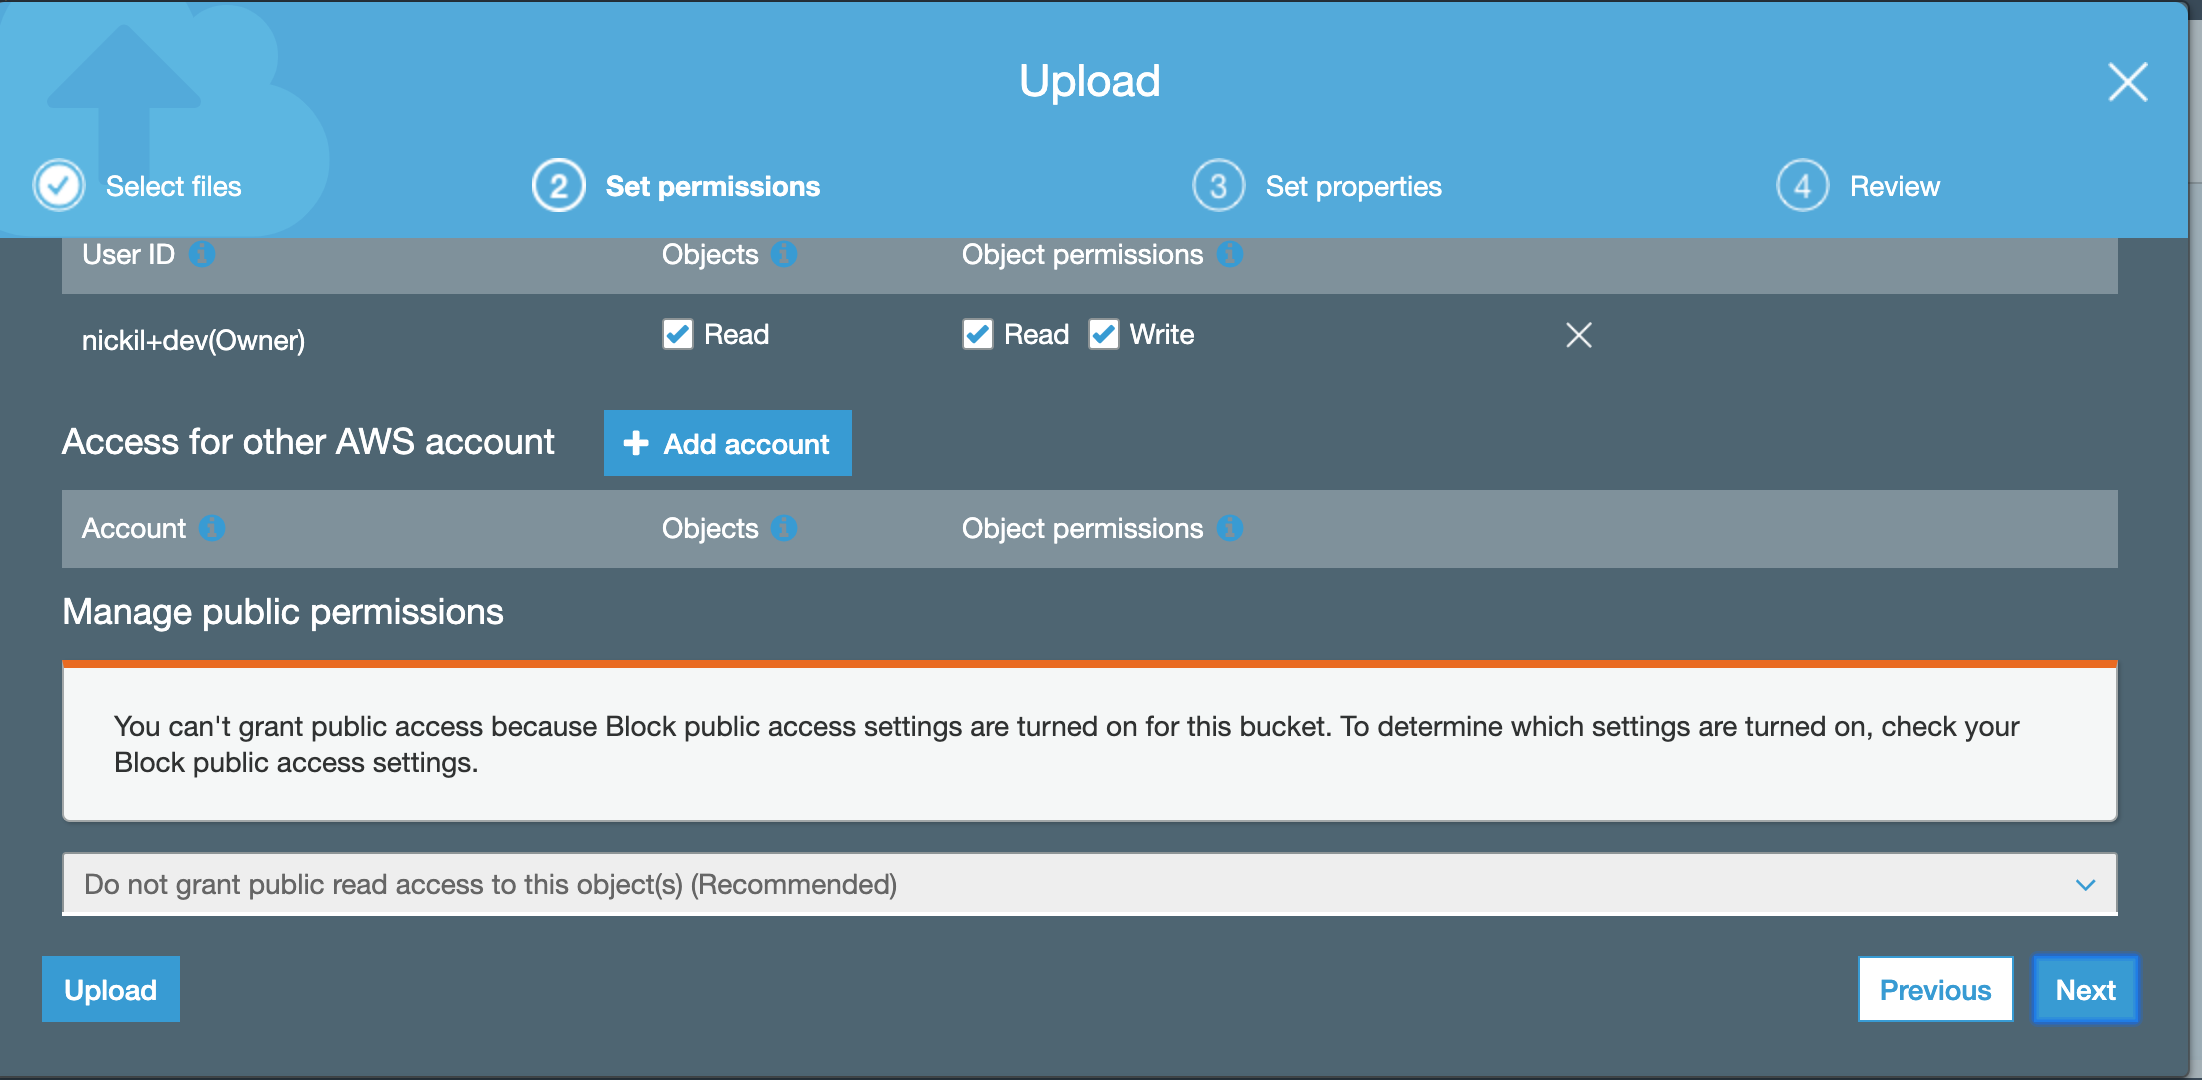 Upload
Select files
2 Set permissions
3 Set properties
4 Review
User ID Objects Object permissions
nickil+dev(Owner) Read Read Write
Access for other AWS account Add account
Account Objects Object permissions
Manage public permissions
You can't grant public access because Block public access settings are turned on for this bucket. To determine which settings are turned on, check your
Block public access settings.
Do not grant public read access to this object(s) (Recommended)
Upload Previous Next